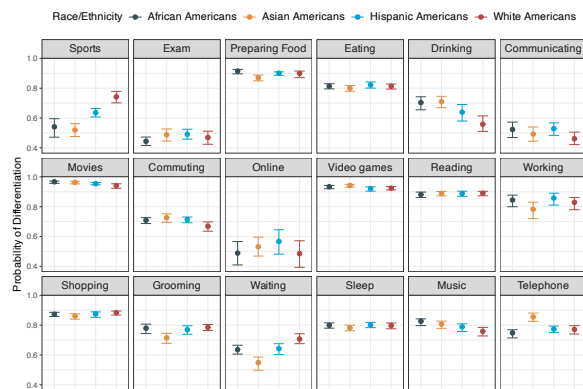 Race/Ethnicity African Americans Asian Americans Hispanic Americans White Americans
Sports Exam Preparing Food Eating Drinking Communicating
1.0
0.8
0.6
0.4
Movies Commuting Online Video games Reading Working
1.0
0.8
0.6
0.4
Shopping Grooming Waiting Sleep Music Telephone
1.0
0.8
0.6
0.4
Probability of Differentiation